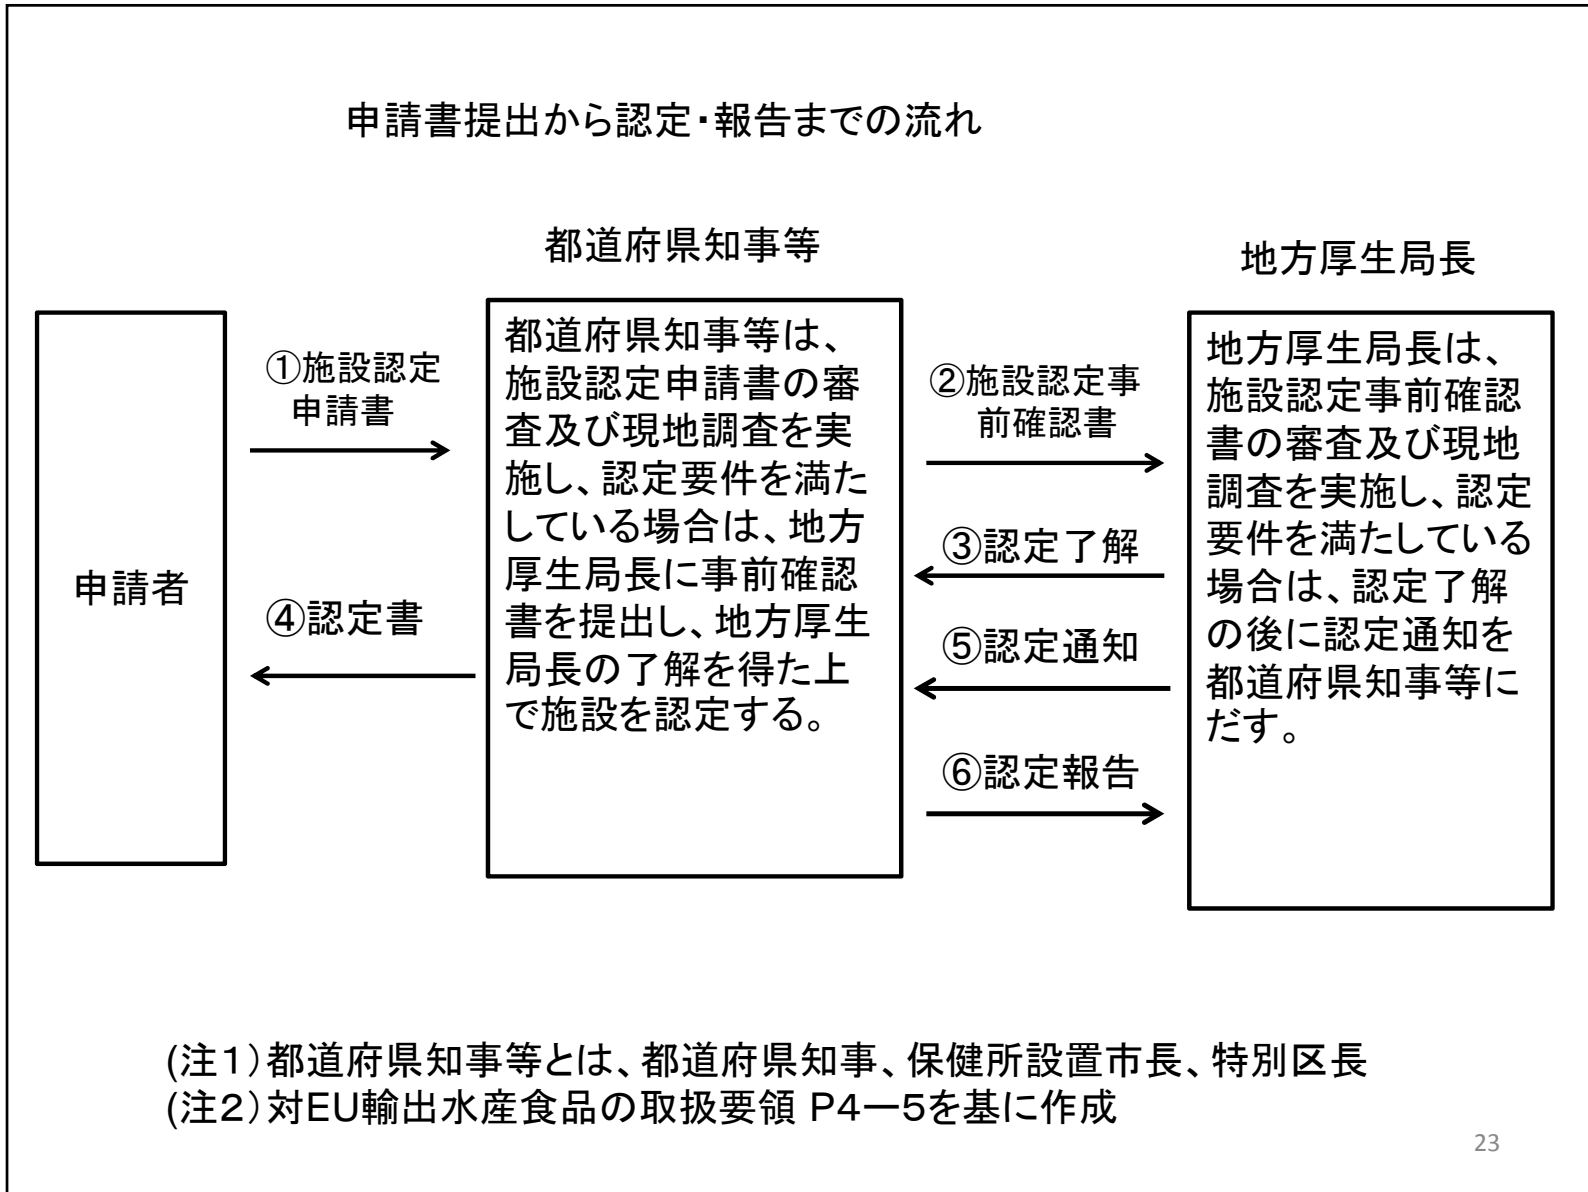 申請書提出から認定・報告までの流れ
都道府県知事等
地方厚生局長
申請者
①施設認定
申請書
④認定書
都道府県知事等は、
施設認定申請書の審
査及び現地調査を実
施し、認定要件を満た
している場合は、地方
厚生局長に事前確認
書を提出し、地方厚生
局長の了解を得た上
で施設を認定する。
②施設認定事
前確認書
③認定了解
⑤認定通知
⑥認定報告
地方厚生局長は、
施設認定事前確認
書の審査及び現地
調査を実施し、認定
要件を満たしている
場合は、認定了解
の後に認定通知を
都道府県知事等に
だす。
(注１)都道府県知事等とは、都道府県知事、保健所設置市長、特別区長
(注２)対EU輸出水産食品の取扱要領 P4ー5を基に作成
23